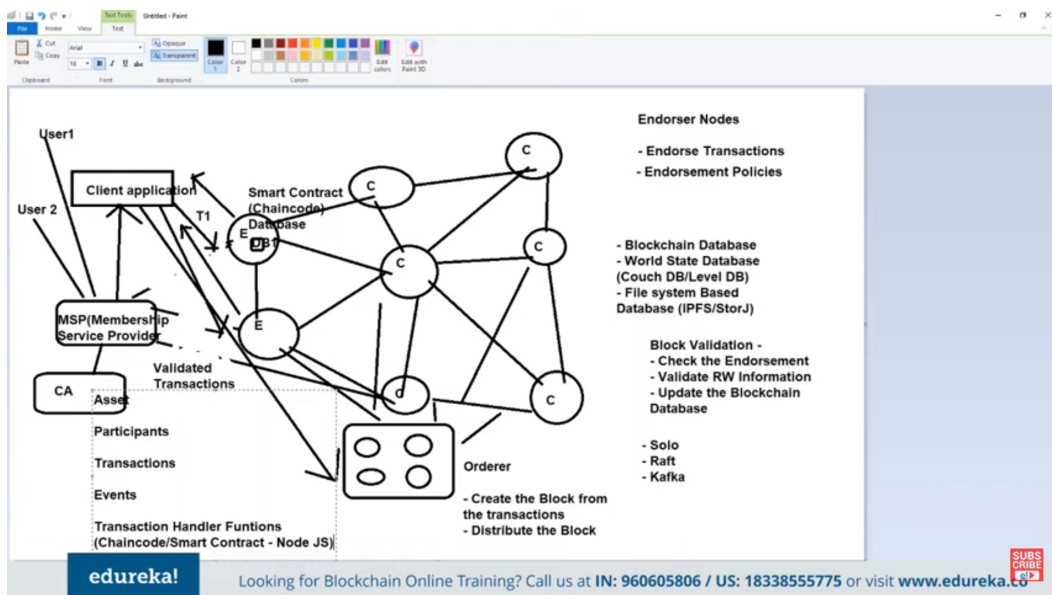 Text Tools
Untitled - Paint
File
Home
View
Text
Paste
Cut
Copy
Clipboard
Arial
16
B
I
U
abc
Font
Opaque
Transparent
Background
Color
1
Color
2
Colors
Edit
colors
Edit with
Paint 3D
User1
Client application
User 2
T1
Smart Contract
(Chaincode)
Database
DB1
E
E
C
C
C
C
C
C
MSP(Membership
Service Provider
CA
Validated
Transactions
Asset
Participants
Transactions
Events
Transaction Handler Funtions
(Chaincode/Smart Contract - Node JS)
Orderer
- Create the Block from
the transactions
- Distribute the Block
Endorser Nodes
- Endorse Transactions
- Endorsement Policies
- Blockchain Database
- World State Database
(Couch DB/Level DB)
- File system Based
Database (IPFS/StorJ)
Block Validation -
- Check the Endorsement
- Validate RW Information
- Update the Blockchain
Database
- Solo
- Raft
- Kafka
SUBS
CRIBE
e!
edureka!
Looking for Blockchain Online Training? Call us at IN: 960605806 / US: 18338555775 or visit www.edureka.co